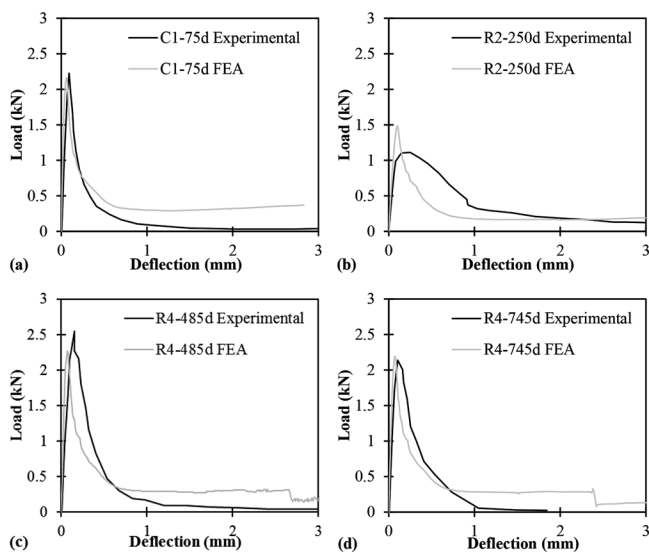 3
2.5
2
1.5
1
0.5
0
Load (kN)
C1-75d Experimental
C1-75d FEA
0 1 2 3
Deflection (mm)
(a)
3
2.5
2
1.5
1
0.5
0
Load (kN)
R2-250d Experimental
R2-250d FEA
0 1 2 3
Deflection (mm)
(b)
3
2.5
2
1.5
1
0.5
0
Load (kN)
R4-485d Experimental
R4-485d FEA
0 1 2 3
Deflection (mm)
(c)
3
2.5
2
1.5
1
0.5
0
Load (kN)
R4-745d Experimental
R4-745d FEA
0 1 2 3
Deflection (mm)
(d)